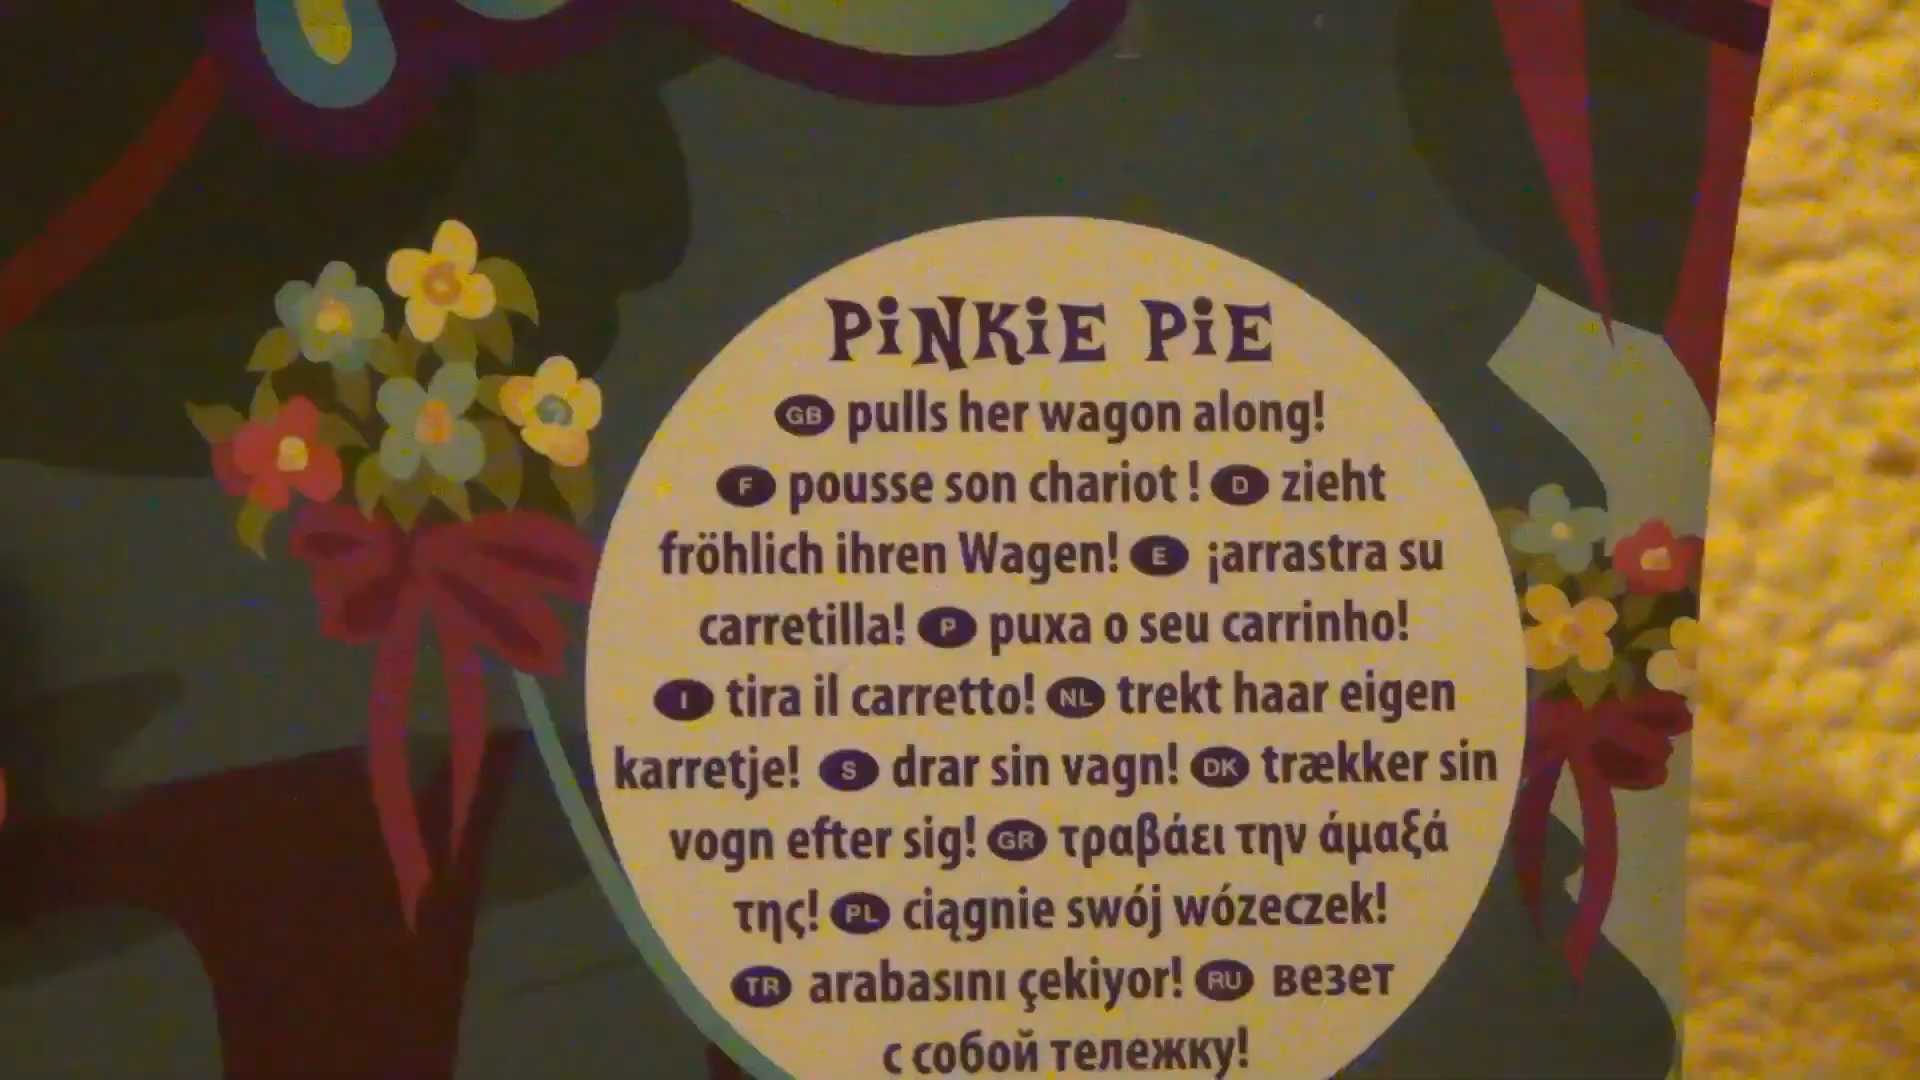 PiNKiE PiE
GB pulls her wagon along!
F pousse son chariot ! D zieht
fröhlich ihren Wagen! E ¡arrastra su
carretilla! P puxa o seu carrinho!
I tira il carretto! NL trekt haar eigen
karretje! S drar sin vagn! DK trækker sin
vogn efter sig! GR τραβάει την άμαξά
της! PL ciągnie swój wózeczek!
TR arabasını çekiyor! RU везет
с собой тележку!